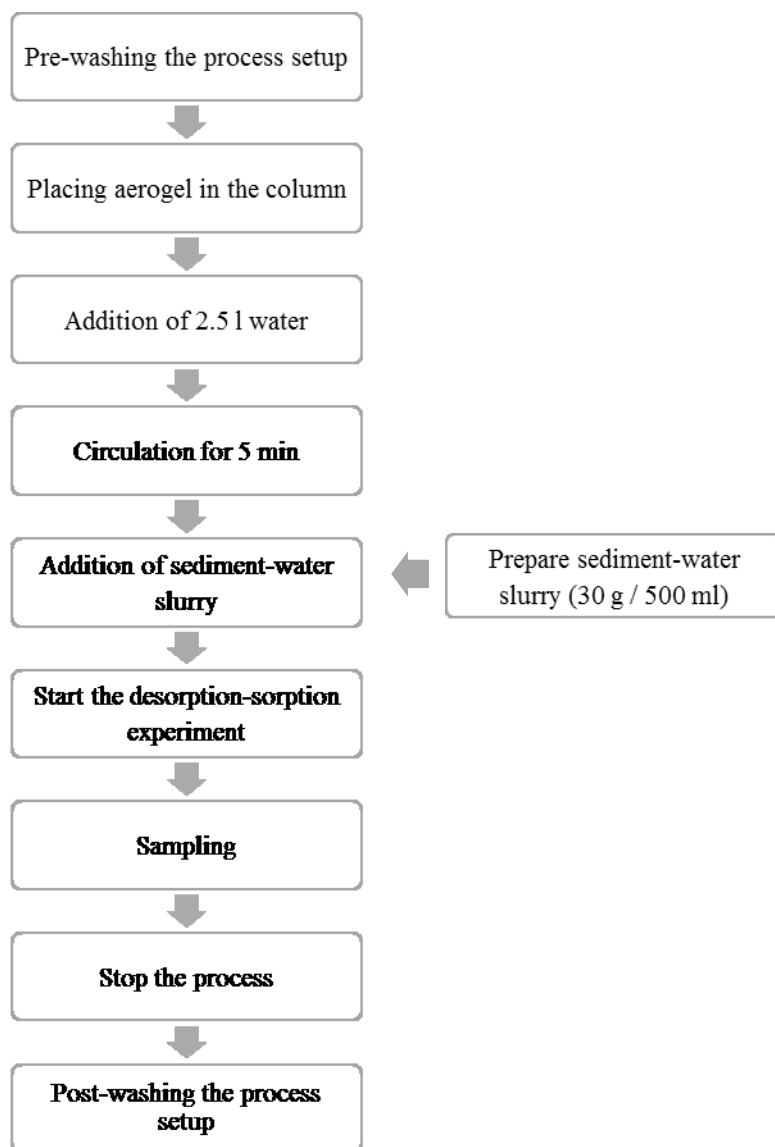 Pre-washing the process setup
Placing aerogel in the column
Addition of 2.5 l water
Circulation for 5 min
Addition of sediment-water
slurry
Prepare sediment-water
slurry (30 g / 500 ml)
Start the desorption-sorption
experiment
Sampling
Stop the process
Post-washing the process
setup